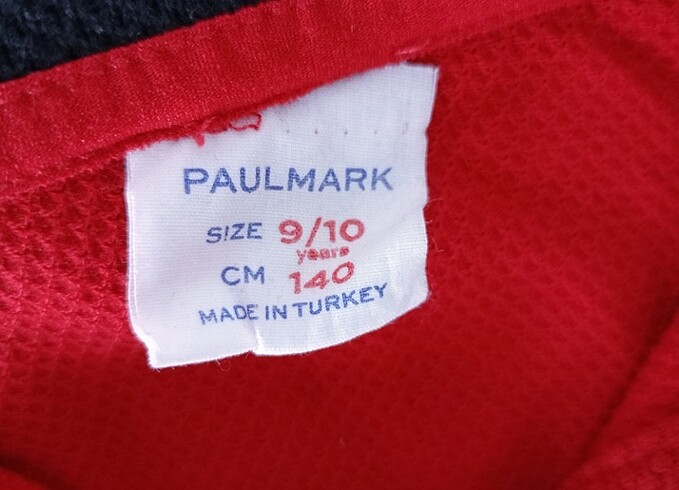 PAULMARK
SIZE 9/10
years
CM 140
MADE IN TURKEY